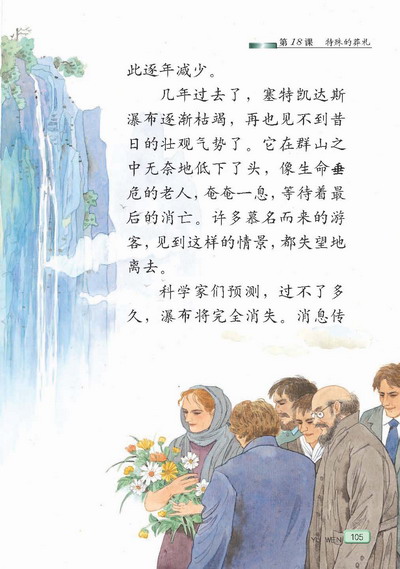 第18课 特殊的葬礼
此逐年减少。
几年过去了，塞特凯达斯
瀑布逐渐枯竭，再也见不到昔
日的壮观气势了。它在群山之
中无奈地低下了头，像生命垂
危的老人，奄奄一息，等待着最
后的消亡。许多慕名而来的游
客，见到这样的情景，都失望地
离去。
科学家们预测，过不了多
久，瀑布将完全消失。消息传
YU WEN 105